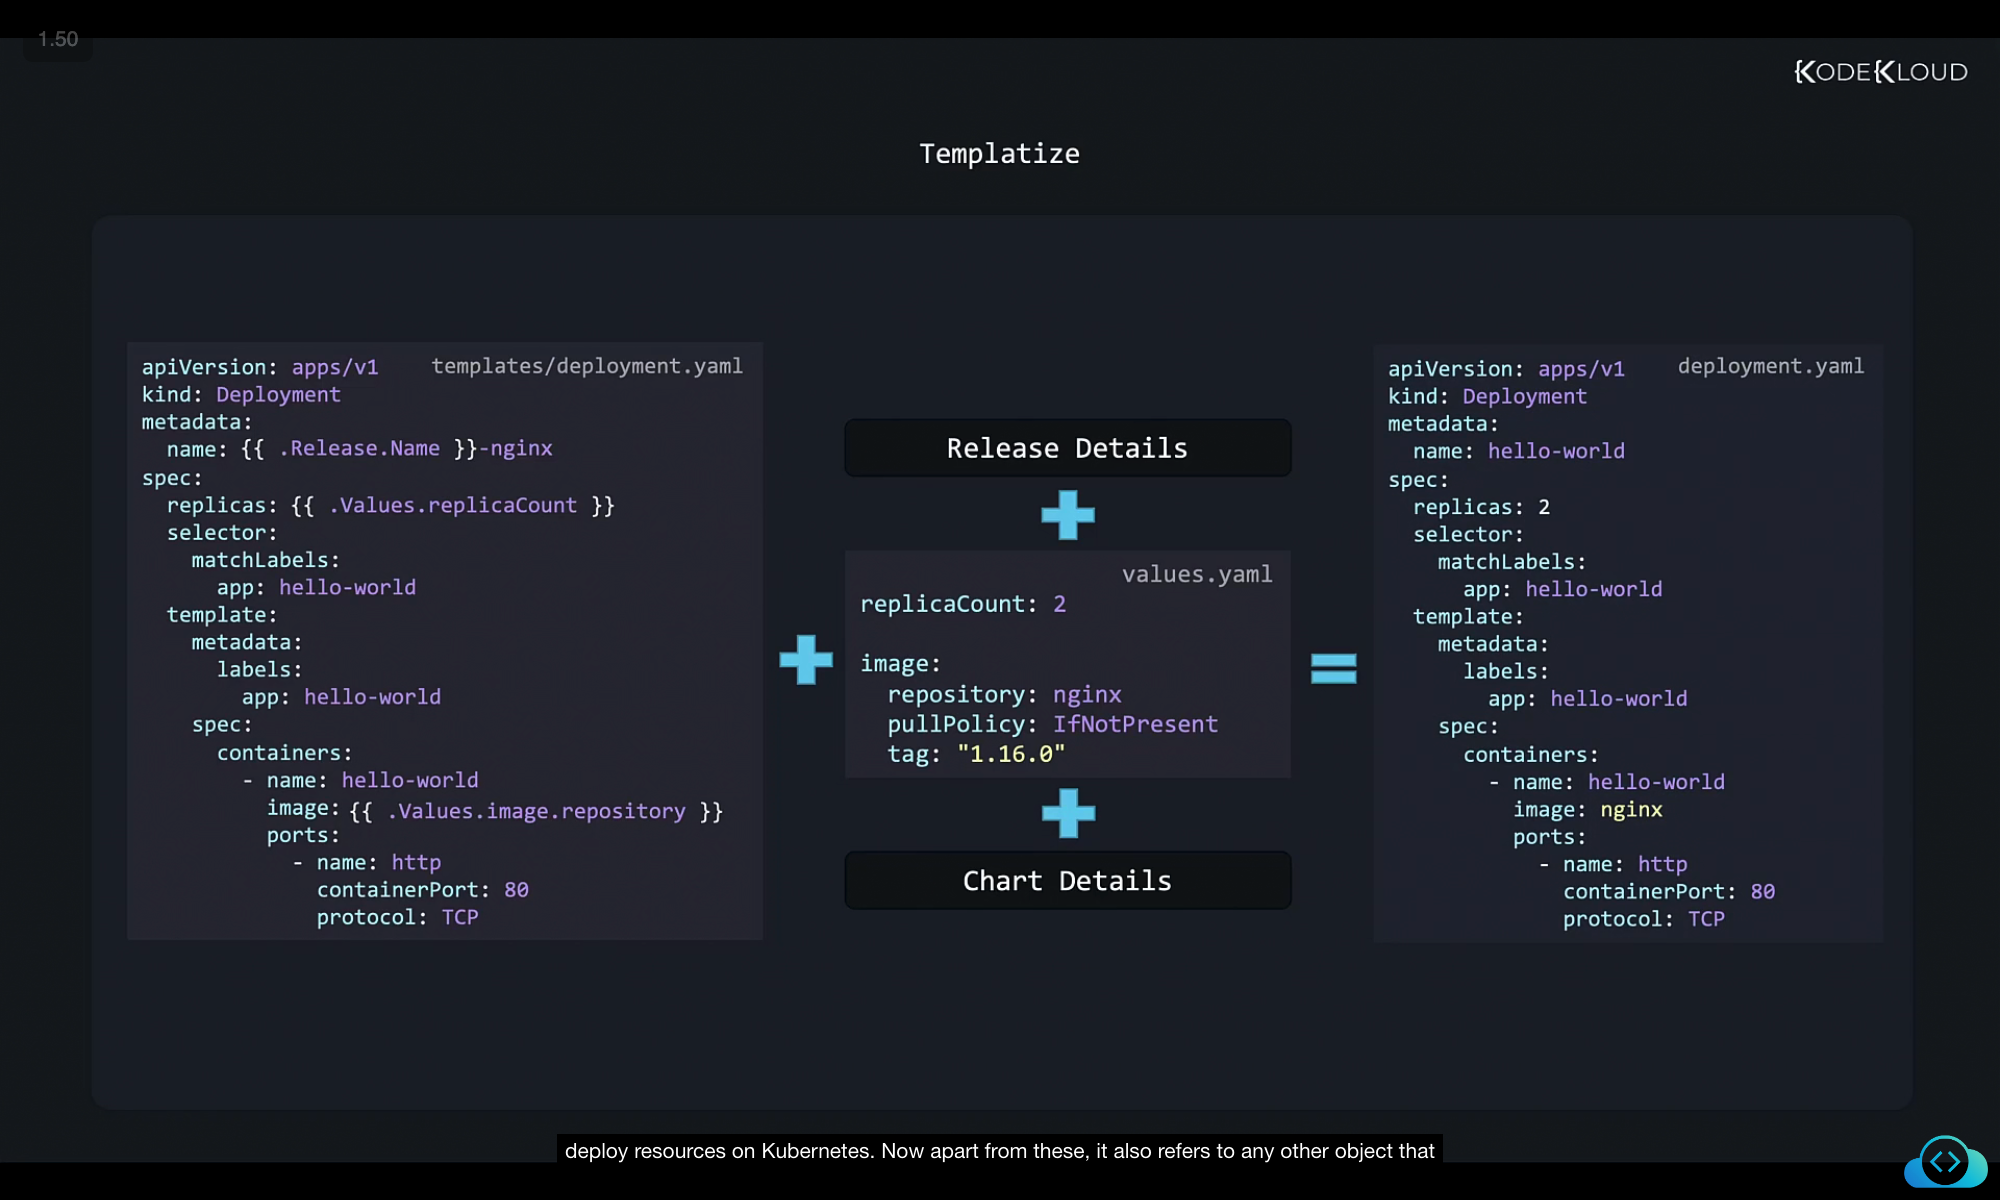 1.50
KODEKLOUD
Templatize
templates/deployment.yaml
apiVersion: apps/v1
kind: Deployment
metadata:
  name: {{ .Release.Name }}-nginx
spec:
  replicas: {{ .Values.replicaCount }}
  selector:
    matchLabels:
      app: hello-world
  template:
    metadata:
      labels:
        app: hello-world
    spec:
      containers:
        - name: hello-world
          image: {{ .Values.image.repository }}
          ports:
            - name: http
              containerPort: 80
              protocol: TCP
Release Details
values.yaml
replicaCount: 2
image:
  repository: nginx
  pullPolicy: IfNotPresent
  tag: "1.16.0"
Chart Details
deployment.yaml
apiVersion: apps/v1
kind: Deployment
metadata:
  name: hello-world
spec:
  replicas: 2
  selector:
    matchLabels:
      app: hello-world
  template:
    metadata:
      labels:
        app: hello-world
    spec:
      containers:
        - name: hello-world
          image: nginx
          ports:
            - name: http
              containerPort: 80
              protocol: TCP
deploy resources on Kubernetes. Now apart from these, it also refers to any other object that